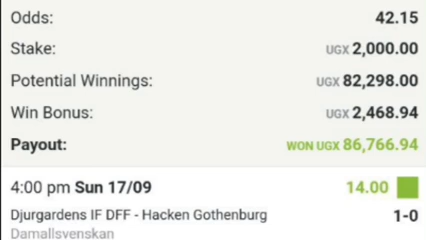 Odds: 42.15
Stake: UGX 2,000.00
Potential Winnings: UGX 82,298.00
Win Bonus: UGX 2,468.94
Payout: WON UGX 86,766.94
4:00 pm Sun 17/09 14.00
Djurgardens IF DFF - Hacken Gothenburg 1-0
Damallsvenskan